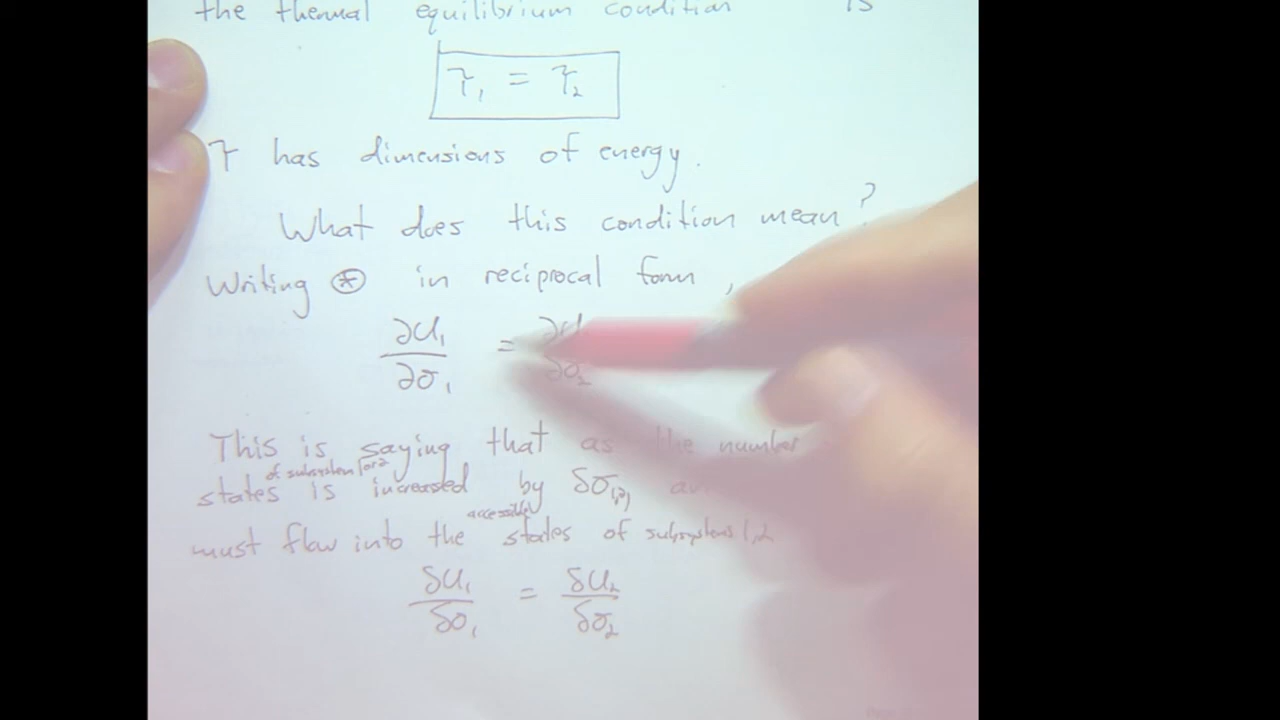 the thermal equilibrium condition is
τ₁ = τ₂
τ has dimensions of energy.
What does this condition mean?
Writing ⊛ in reciprocal form,
∂U₁/∂σ₁ = ∂U/∂σ₂
This is saying that as the number
of subsystem 1 or 2
states is increased by δσ₍₁,₂₎
accessible
must flow into the states of subsystems 1,2
δU₁/δσ₁ = δU₂/δσ₂